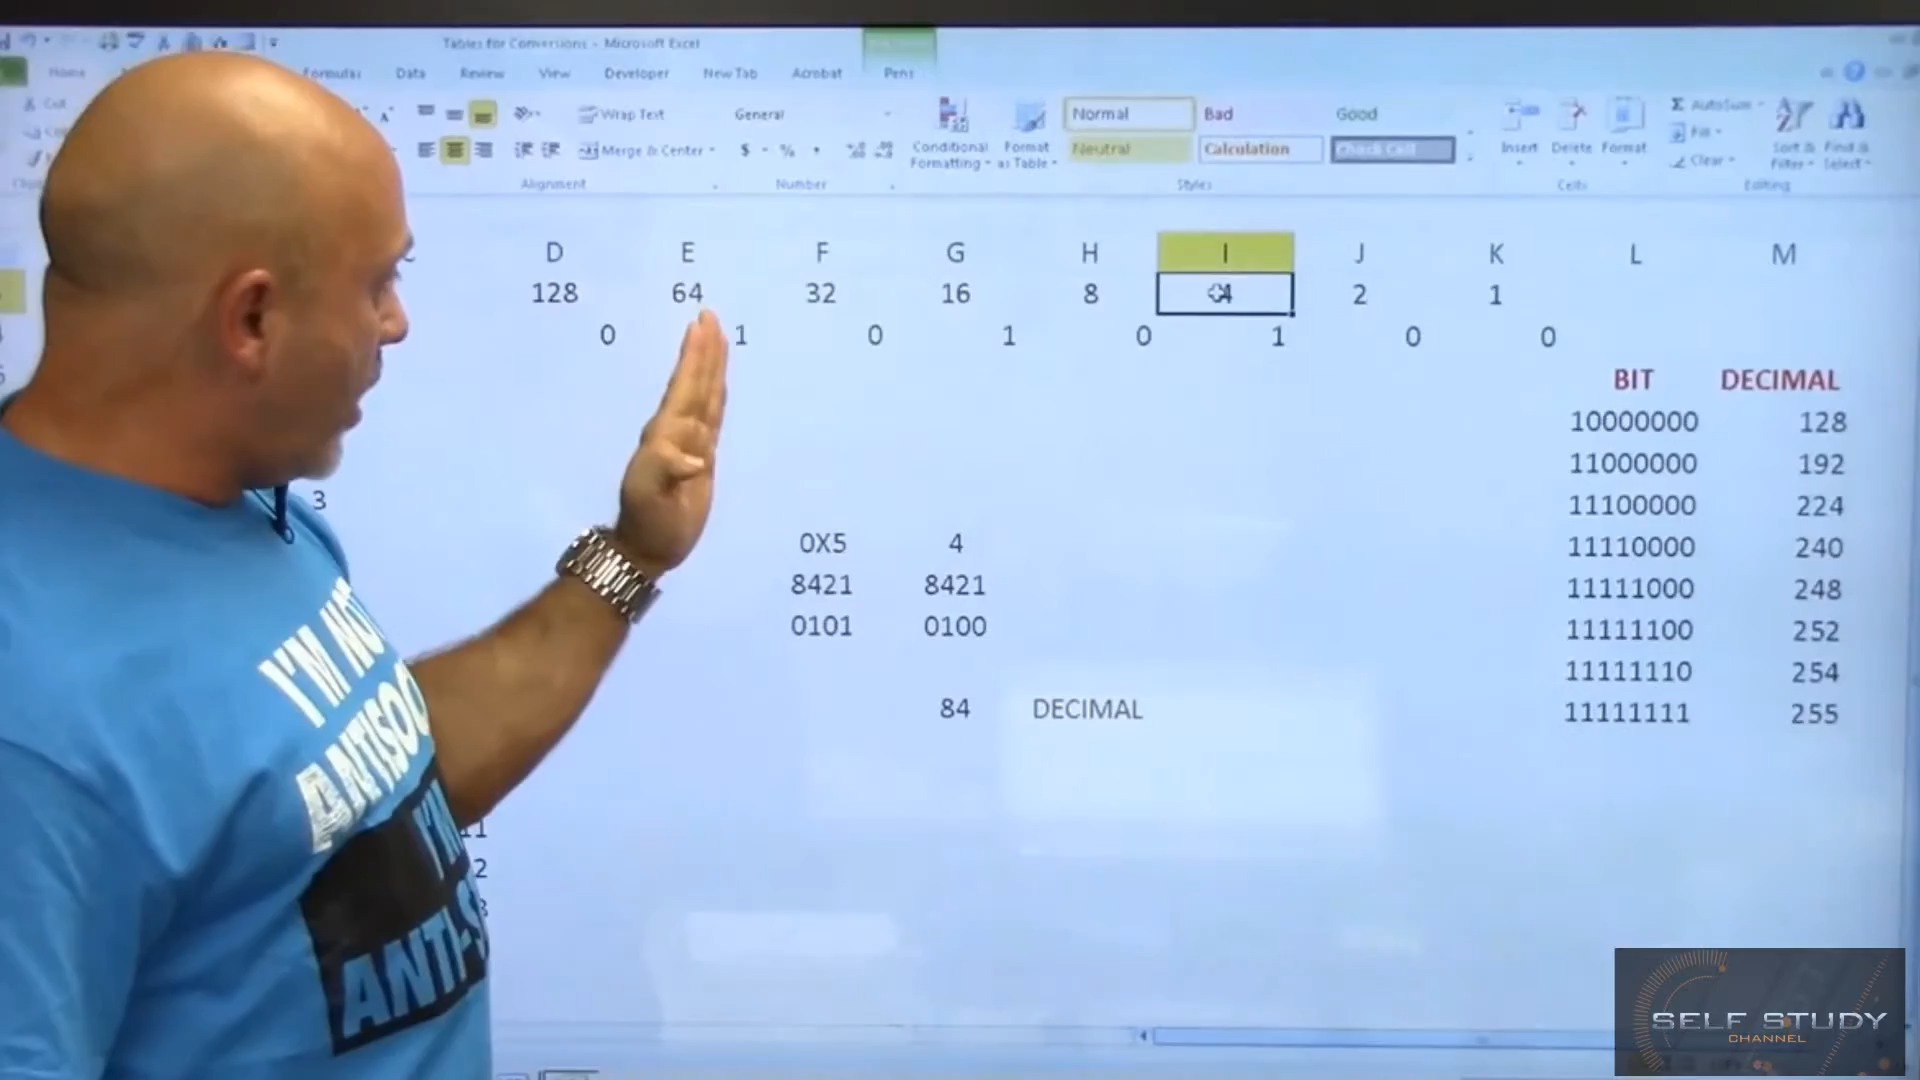 Tables for Conversions - Microsoft Excel
Home Formulas Data Review View Developer New Tab Acrobat Pens
Cut Wrap Text General Normal Bad Good Σ AutoSum
Merge & Center $ % Conditional Formatting Format as Table Neutral Calculation Insert Delete Format Fill Clear Sort & Filter Find & Select
Alignment Number Styles Cells Editing
D E F G H I J K L M
128 64 32 16 8 4 2 1
0 1 0 1 0 1 0 0
BIT DECIMAL
10000000 128
11000000 192
11100000 224
3
0X5 4 11110000 240
8421 8421 11111000 248
0101 0100 11111100 252
11111110 254
84 DECIMAL 11111111 255
I'M NOT
ANTISOC
ANTI-S
SELF STUDY
CHANNEL